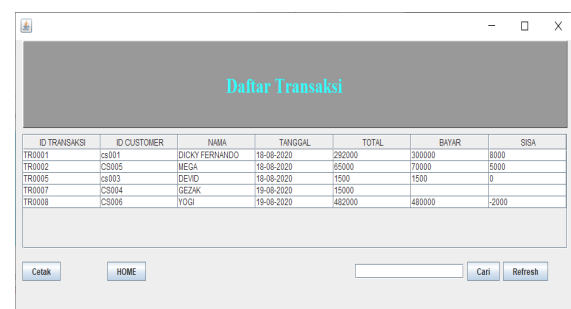 Daftar Transaksi
ID TRANSAKSI ID CUSTOMER NAMA TANGGAL TOTAL BAYAR SISA
TR0001 cs001 DICKY FERNANDO 18-08-2020 292000 300000 8000
TR0002 CS005 MEGA 18-08-2020 65000 70000 5000
TR0005 cs003 DEVID 18-08-2020 1500 1500 0
TR0007 CS004 GEZAK 19-08-2020 15000
TR0008 CS006 YOGI 19-08-2020 482000 480000 -2000
Cetak HOME Cari Refresh